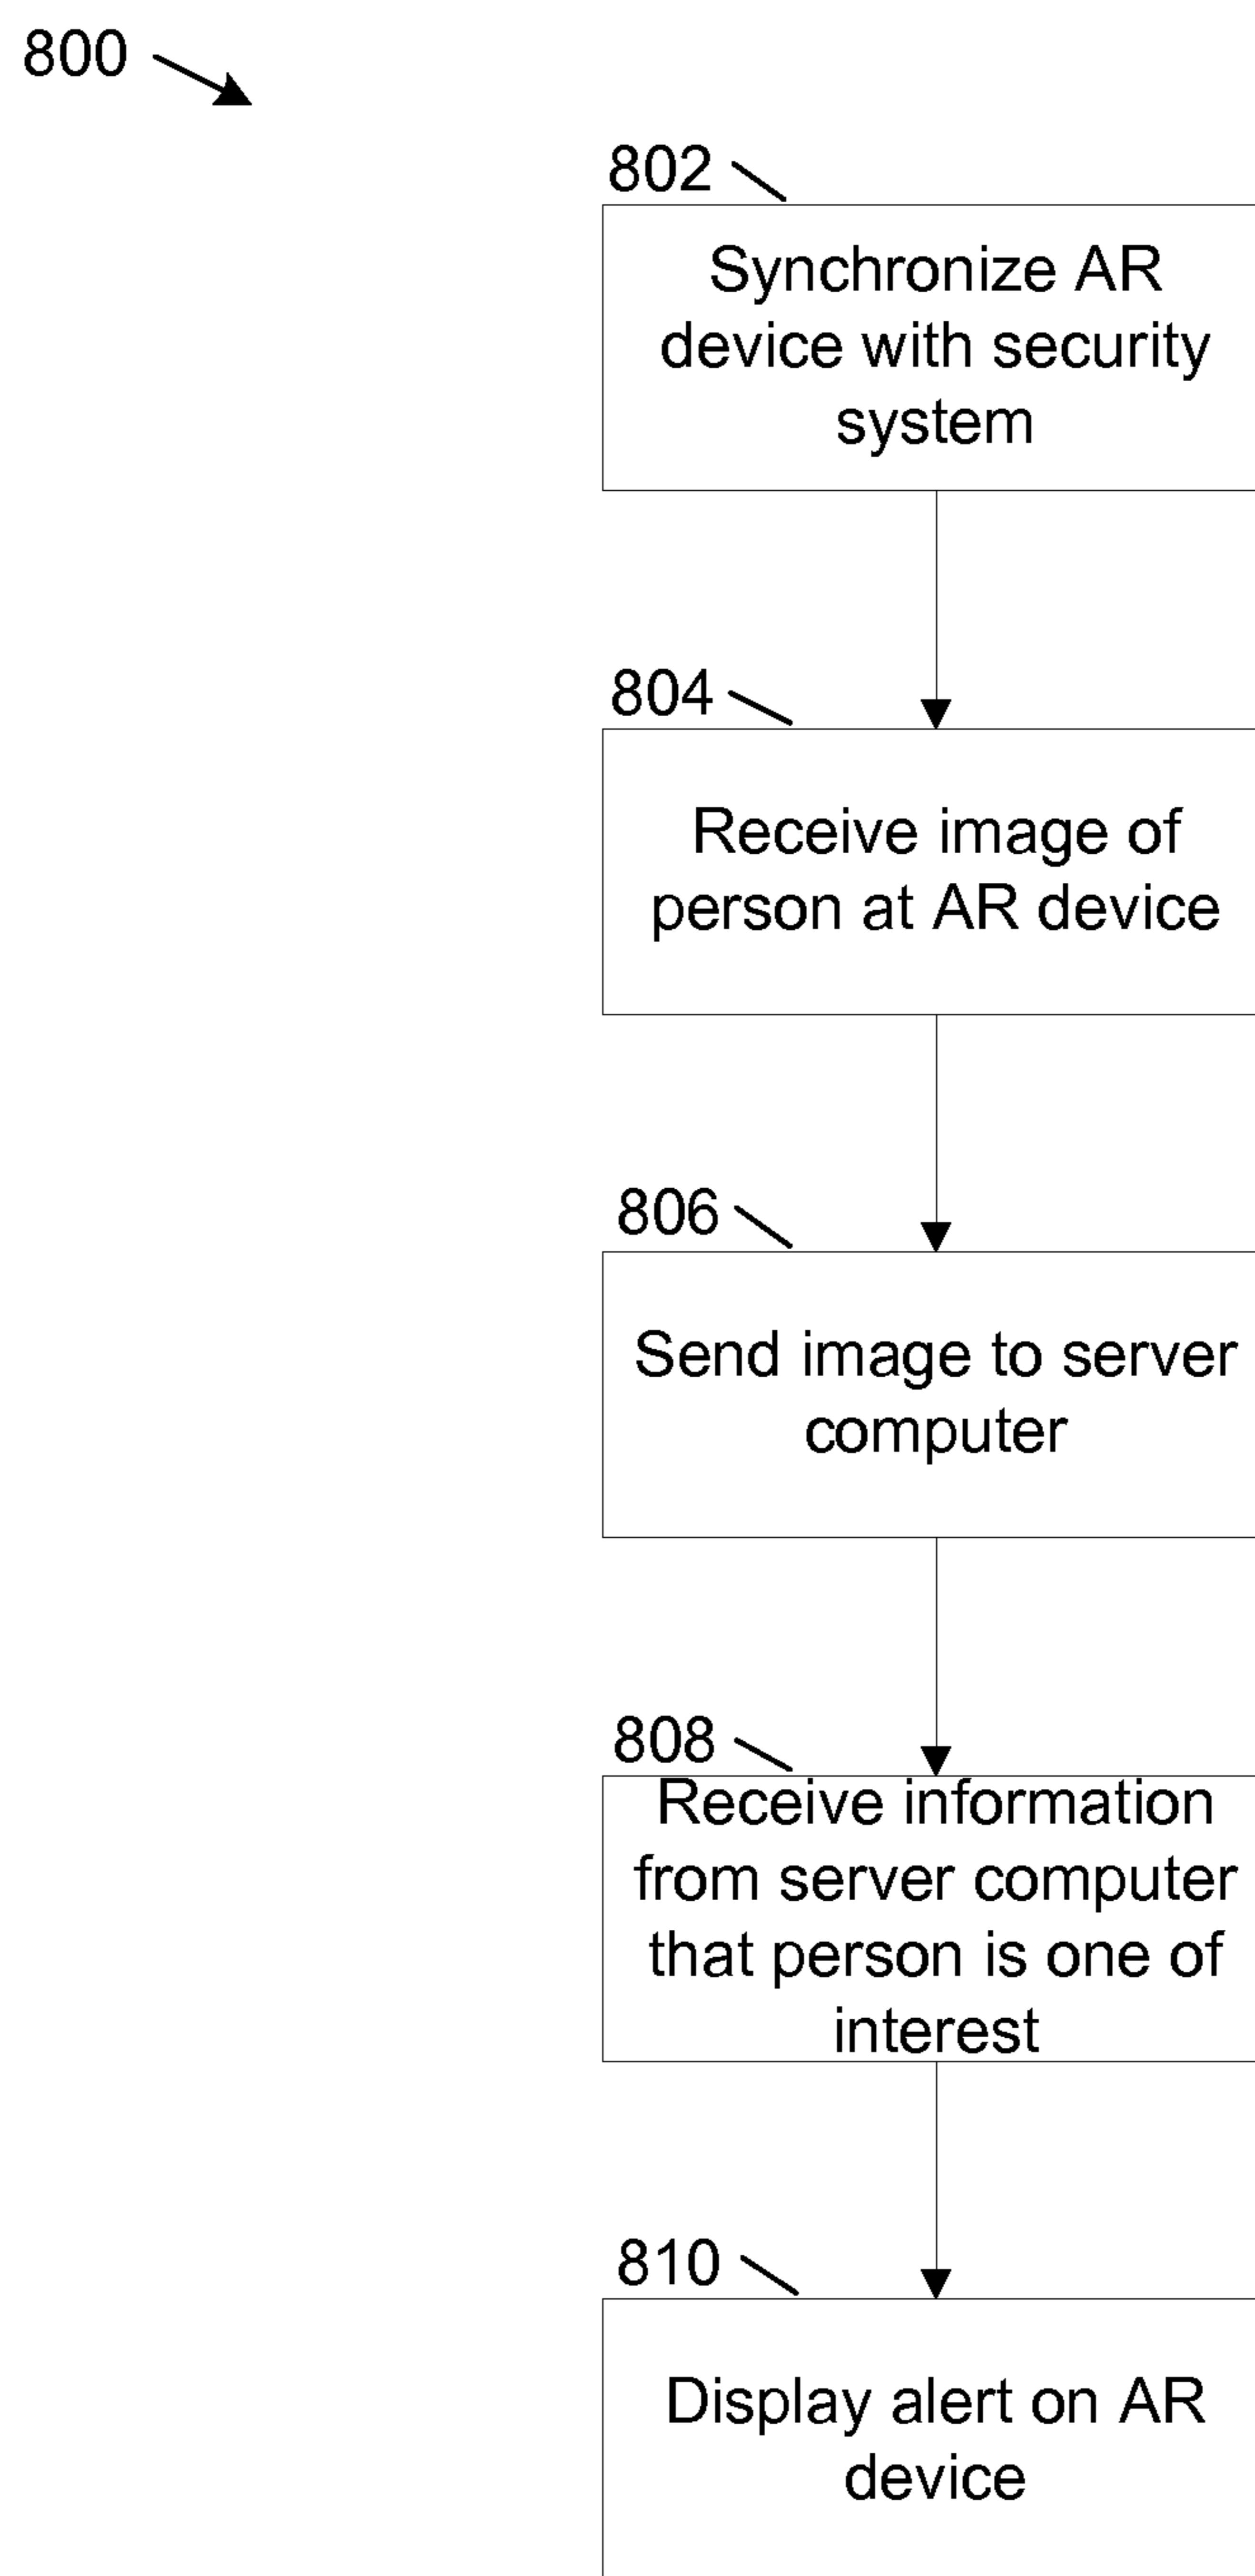 800
802
Synchronize AR
device with security
system
804
Receive image of
person at AR device
806
Send image to server
computer
808
Receive information
from server computer
that person is one of
interest
810
Display alert on AR
device